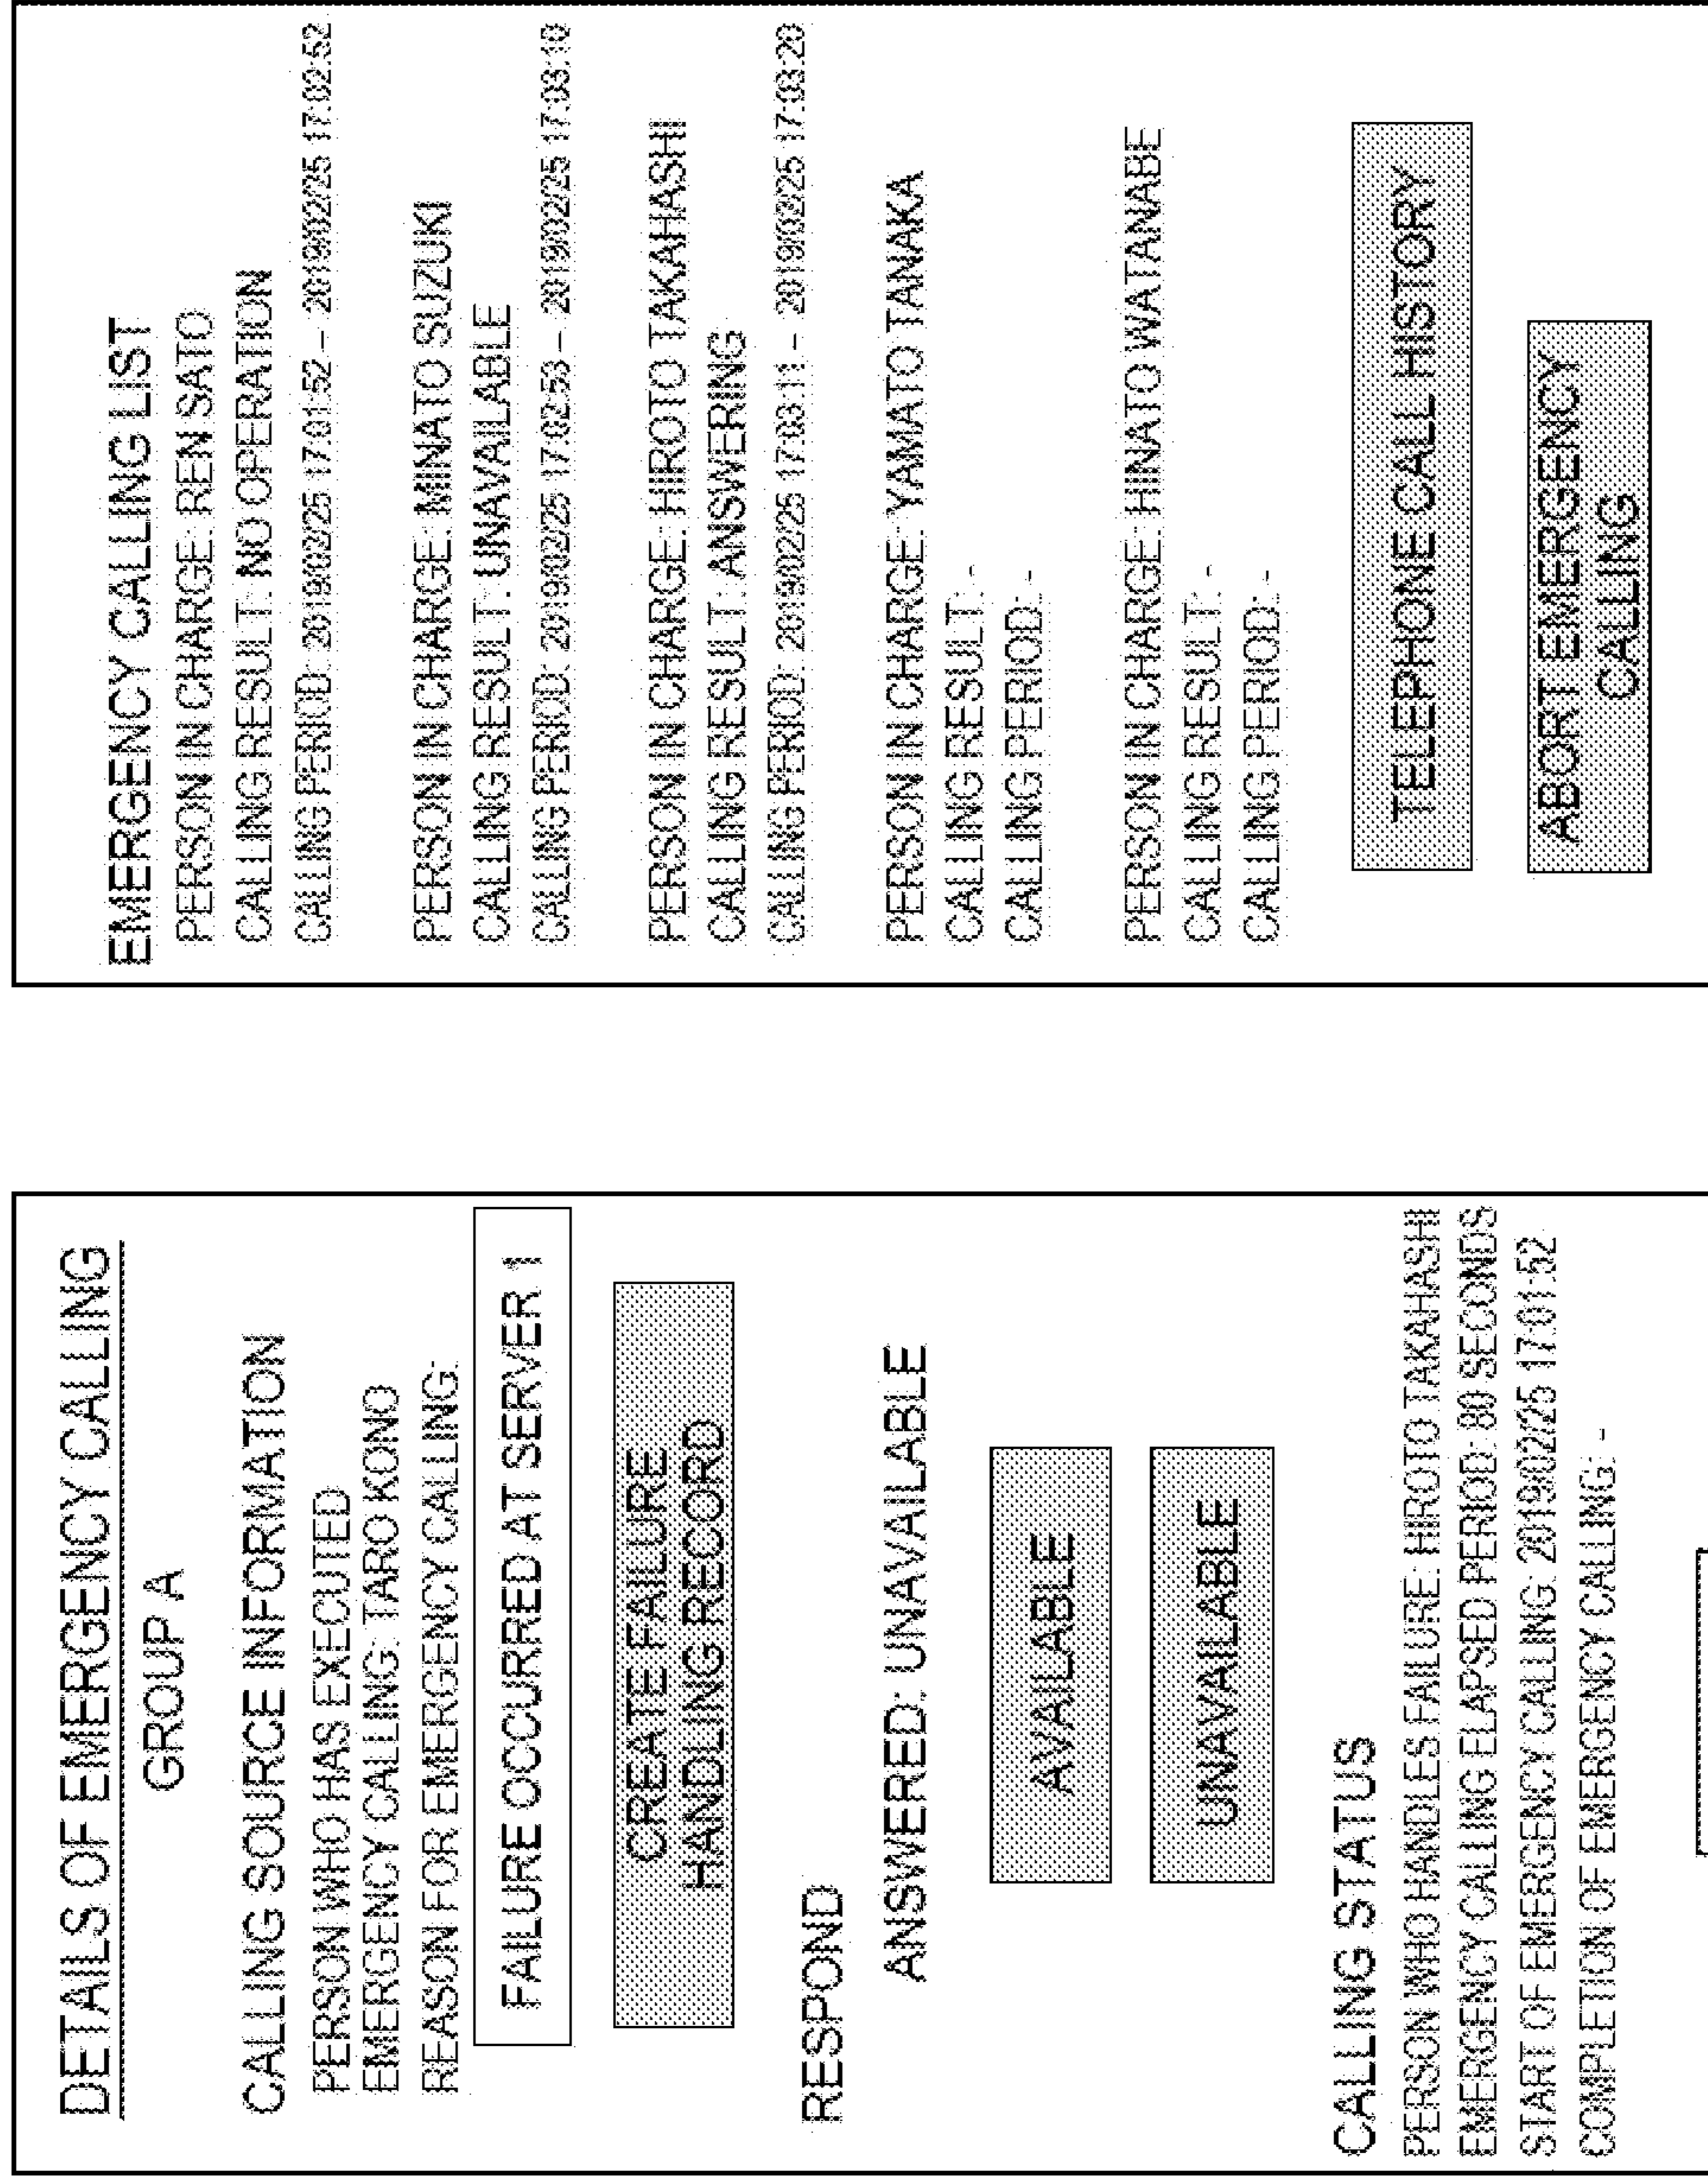 DETAILS OF EMERGENCY CALLING
GROUP A
CALLING SOURCE INFORMATION
PERSON WHO HAS EXECUTED
EMERGENCY CALLING: TARO KONO
REASON FOR EMERGENCY CALLING:
FAILURE OCCURRED AT SERVER 1
CREATE FAILURE
HANDLING RECORD
RESPOND
ANSWERED: UNAVAILABLE
AVAILABLE
UNAVAILABLE
CALLING STATUS
PERSON WHO HANDLES FAILURE: HIROTO TAKAHASHI
EMERGENCY CALLING ELAPSED PERIOD: 80 SECONDS
START OF EMERGENCY CALLING: 2019/02/25 17:01:52
COMPLETION OF EMERGENCY CALLING: -
EMERGENCY CALLING LIST
PERSON IN CHARGE: REN SATO
CALLING RESULT: NO OPERATION
CALLING PERIOD: 2019/02/25 17:01:52 – 2019/02/25 17:02:52
PERSON IN CHARGE: MINATO SUZUKI
CALLING RESULT: UNAVAILABLE
CALLING PERIOD: 2019/02/25 17:02:53 – 2019/02/25 17:03:10
PERSON IN CHARGE: HIROTO TAKAHASHI
CALLING RESULT: ANSWERING
CALLING PERIOD: 2019/02/25 17:03:11 – 2019/02/25 17:03:20
PERSON IN CHARGE: YAMATO TANAKA
CALLING RESULT: -
CALLING PERIOD: -
PERSON IN CHARGE: HINATO WATANABE
CALLING RESULT: -
CALLING PERIOD: -
TELEPHONE CALL HISTORY
ABORT EMERGENCY
CALLING